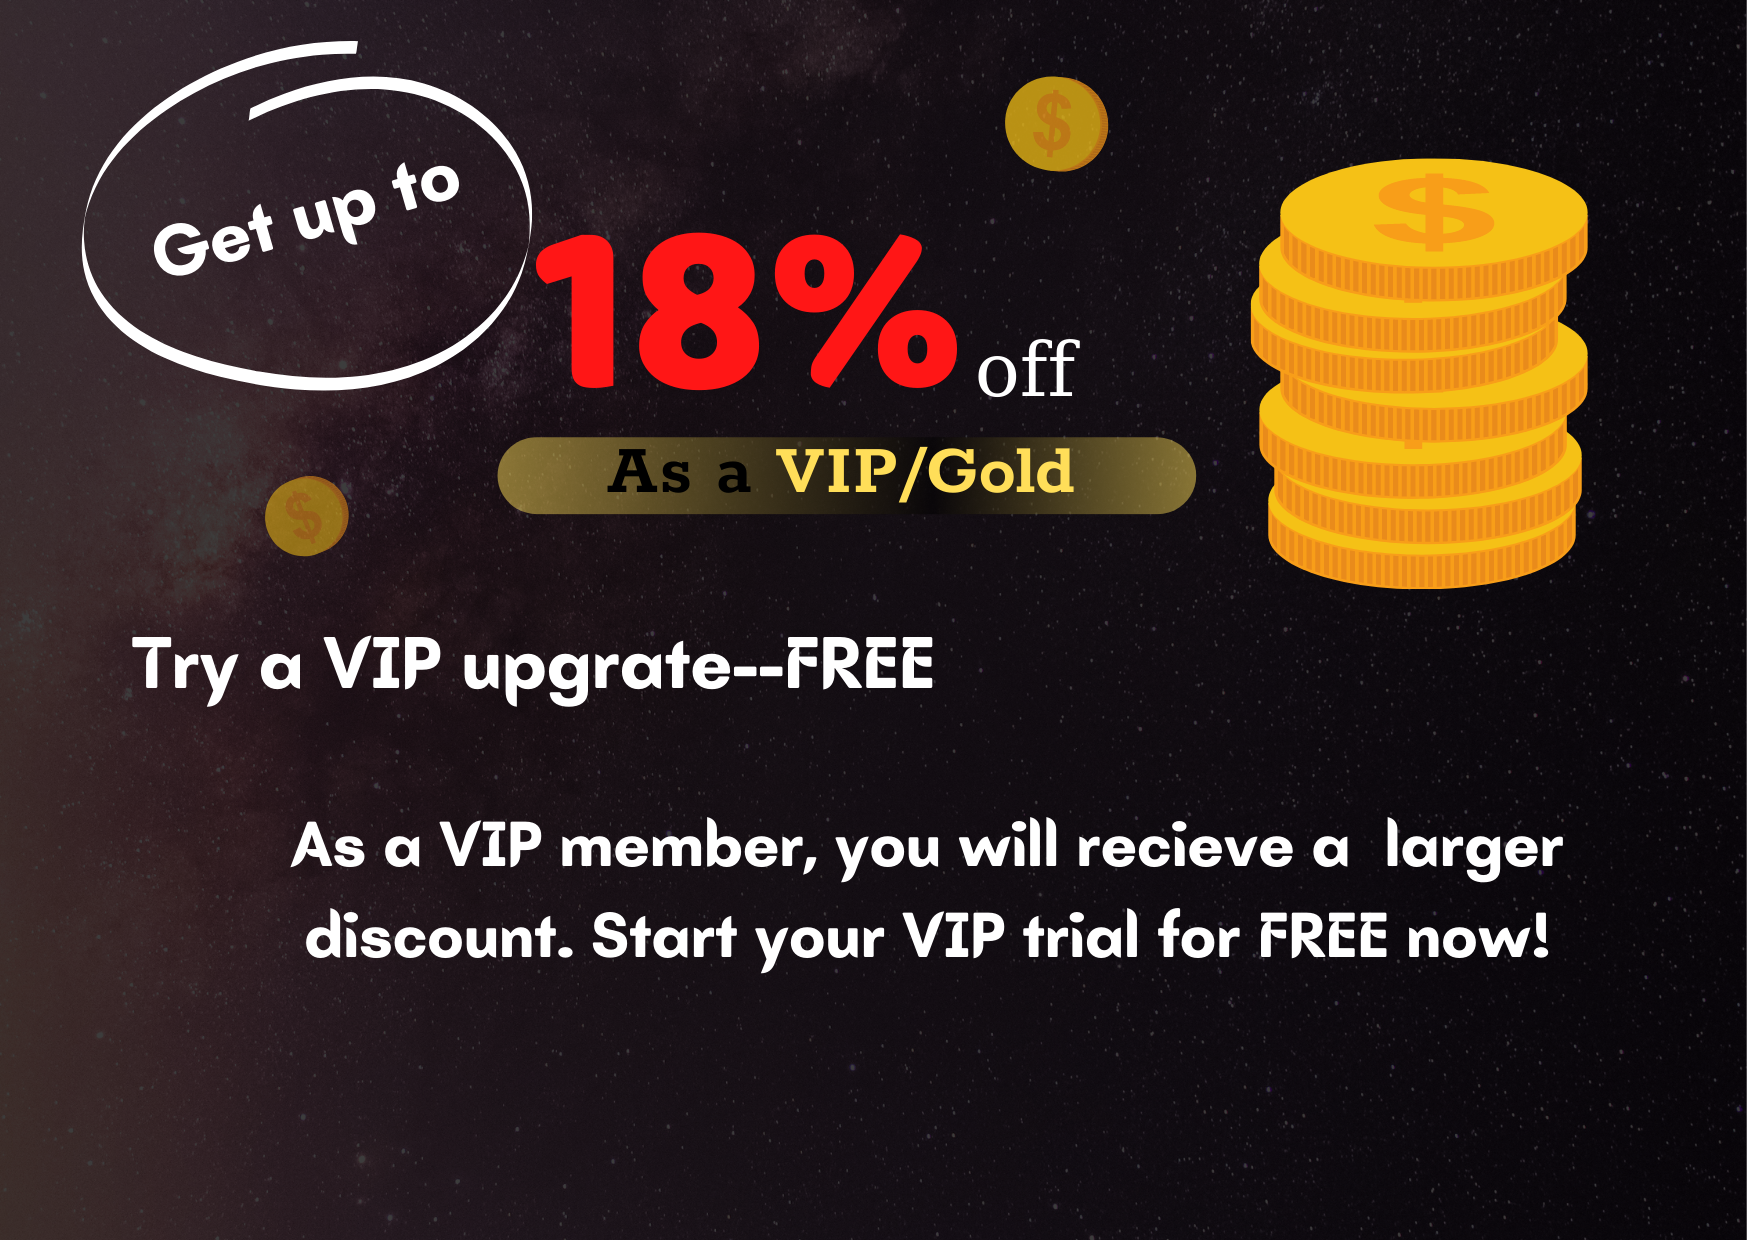 Get up to
18% off
As a VIP/Gold
Try a VIP upgrate--FREE
As a VIP member, you will recieve a  larger
discount. Start your VIP trial for FREE now!
$
$
$